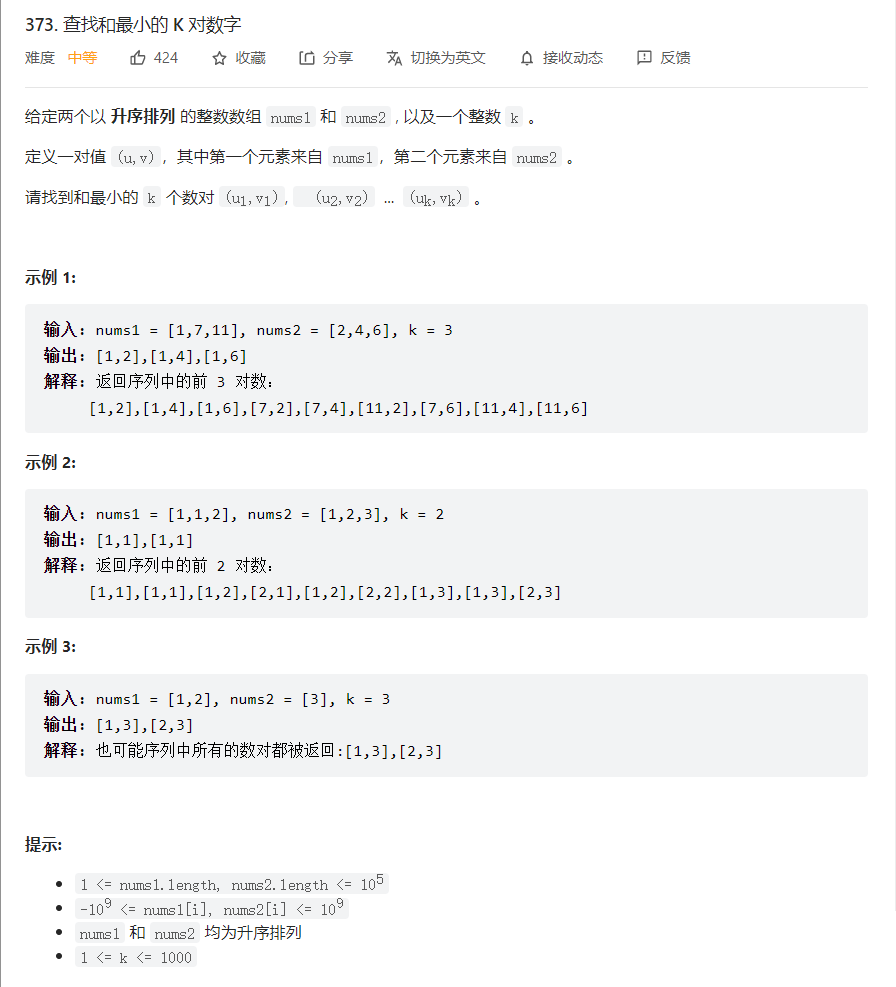 373. 查找和最小的 K 对数字
难度 中等 424 收藏 分享 切换为英文 接收动态 反馈
给定两个以 升序排列 的整数数组 nums1 和 nums2 , 以及一个整数 k 。
定义一对值 (u,v)，其中第一个元素来自 nums1，第二个元素来自 nums2 。
请找到和最小的 k 个数对 (u1,v1), (u2,v2) ... (uk,vk) 。
示例 1:
输入: nums1 = [1,7,11], nums2 = [2,4,6], k = 3
输出: [1,2],[1,4],[1,6]
解释: 返回序列中的前 3 对数:
[1,2],[1,4],[1,6],[7,2],[7,4],[11,2],[7,6],[11,4],[11,6]
示例 2:
输入: nums1 = [1,1,2], nums2 = [1,2,3], k = 2
输出: [1,1],[1,1]
解释: 返回序列中的前 2 对数:
[1,1],[1,1],[1,2],[2,1],[1,2],[2,2],[1,3],[1,3],[2,3]
示例 3:
输入: nums1 = [1,2], nums2 = [3], k = 3
输出: [1,3],[2,3]
解释: 也可能序列中所有的数对都被返回:[1,3],[2,3]
提示:
1 <= nums1.length, nums2.length <= 10^5
-10^9 <= nums1[i], nums2[i] <= 10^9
nums1 和 nums2 均为升序排列
1 <= k <= 1000